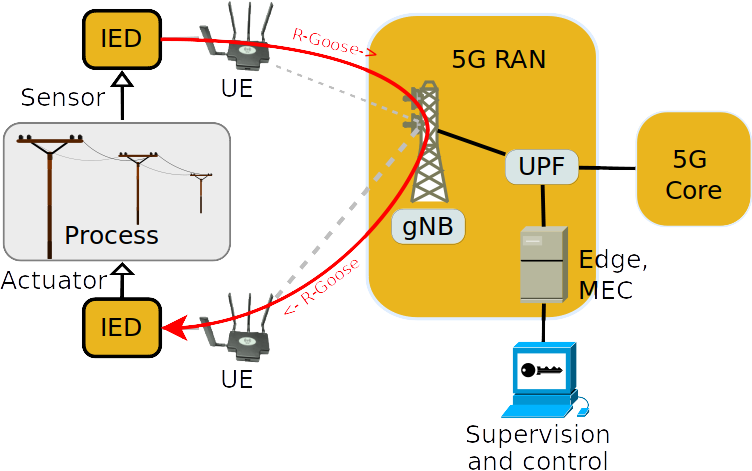 IED
R-Goose->
UE
Sensor
5G RAN
UPF
5G
Core
gNB
Process
Actuator
<- R-Goose
Edge,
MEC
IED
UE
Supervision
and control